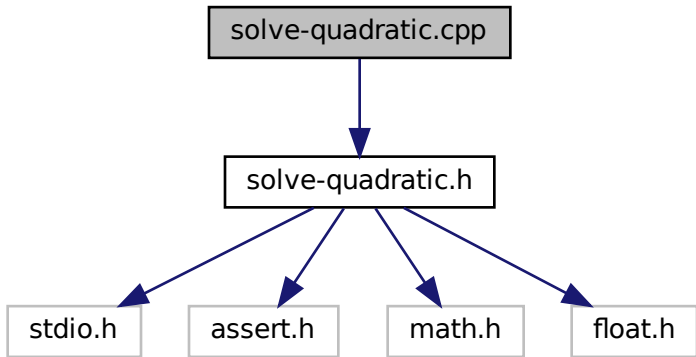 solve-quadratic.cpp
solve-quadratic.h
stdio.h
assert.h
math.h
float.h